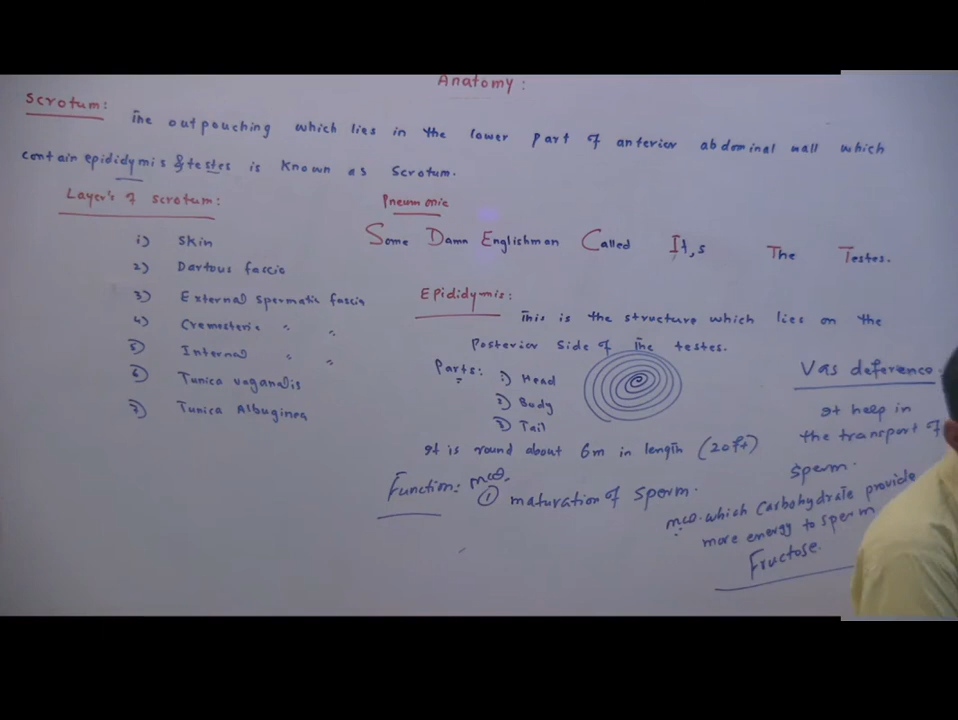 Anatomy:
Scrotum: The outpouching which lies in the lower part of anterior abdominal wall which
contain epididymis & testes is known as scrotum.
Layer's of scrotum:
i) Skin
2) Dartous fascio
3) External spermatic fascia
4) Cremesteric " "
5) Internal " "
6) Tunica vaganalis
7) Tunica Albuginea
Pneumonic
Some Damn Englishman Called It,s The Testes.
Epididymis:
This is the structure which lies on the
Posterior side of the testes.
Parts: 1) Head
2) Body
3) Tail
It is round about 6m in length (20ft)
Function: mcq.
① maturation of sperm.
Vas deference.
It help in
the transport of
sperm.
mcq. which Carbohydrate provide
more energy to sperm
Fructose.